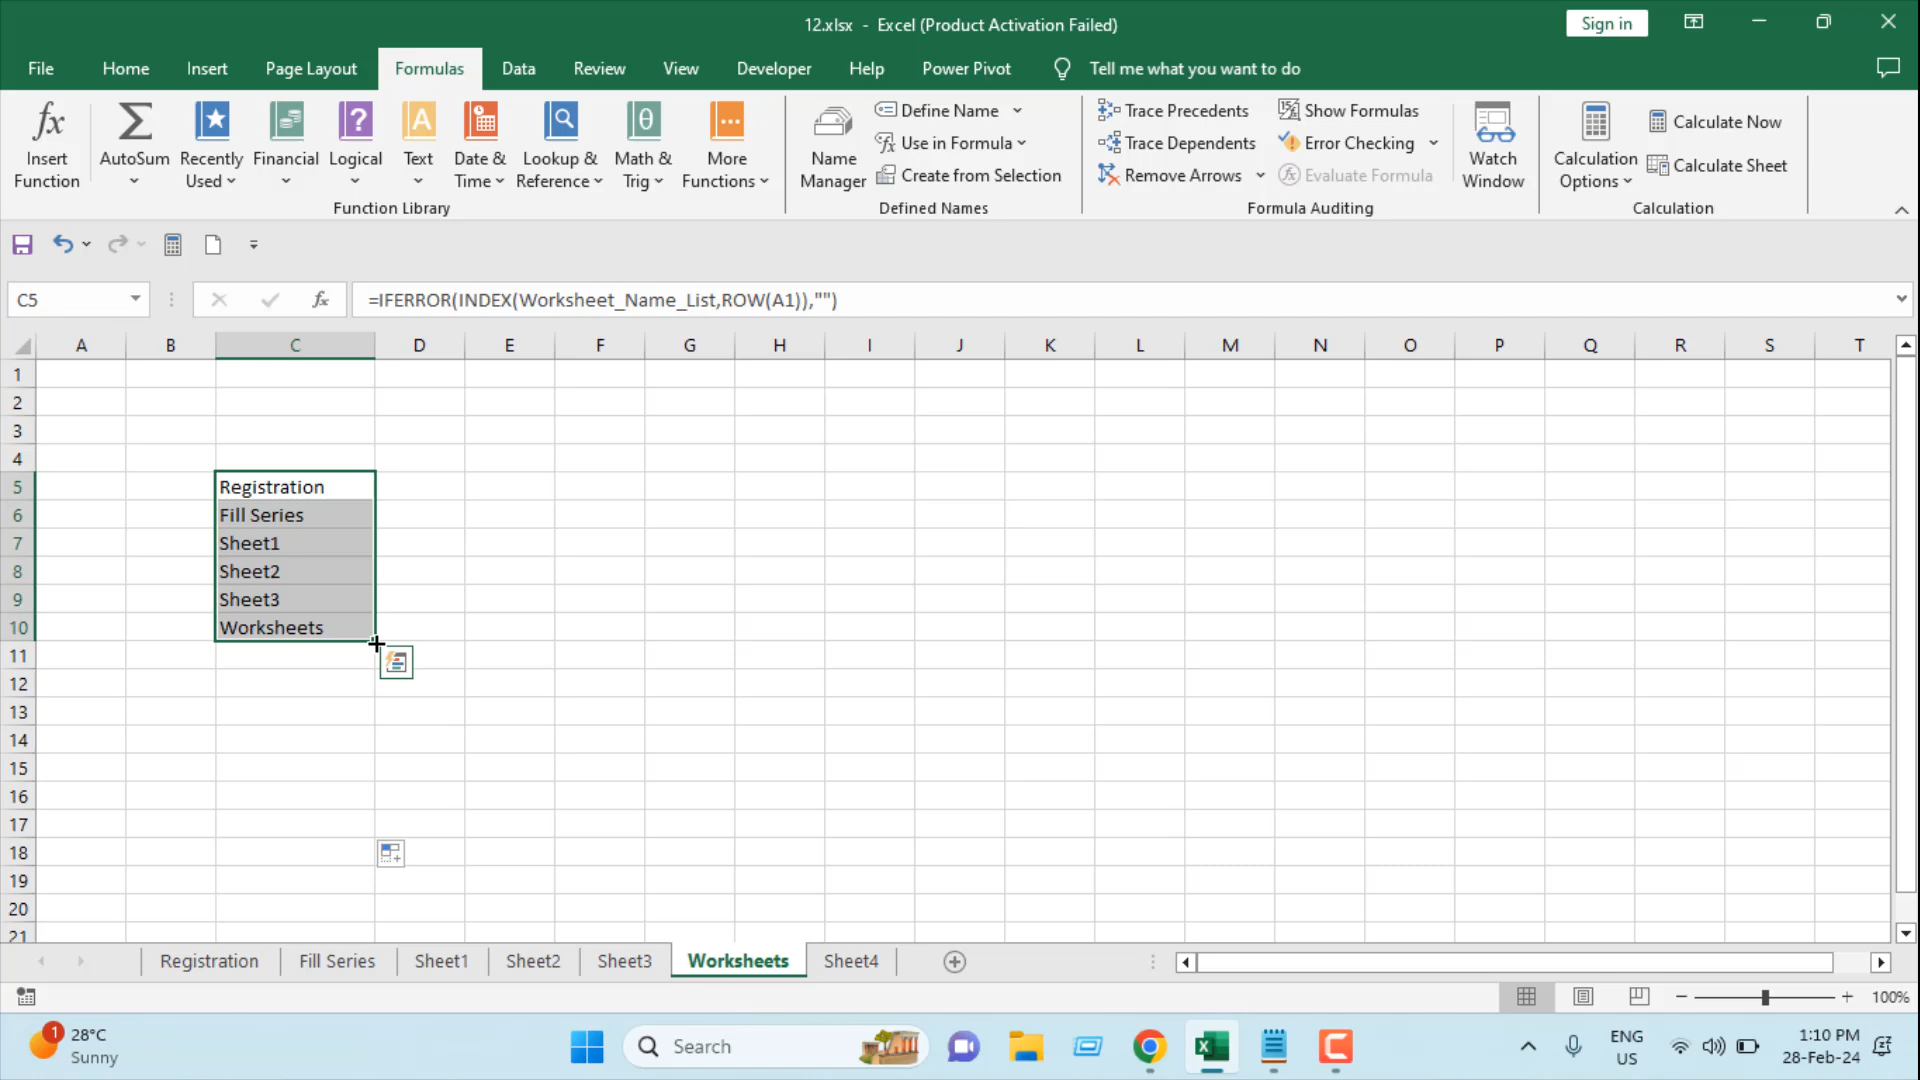 12.xlsx - Excel (Product Activation Failed)
Sign in
File Home Insert Page Layout Formulas Data Review View Developer Help Power Pivot Tell me what you want to do
Insert Function
AutoSum
Recently Used
Financial
Logical
Text
Date & Time
Lookup & Reference
Math & Trig
More Functions
Function Library
Name Manager
Define Name
Use in Formula
Create from Selection
Defined Names
Trace Precedents
Trace Dependents
Remove Arrows
Show Formulas
Error Checking
Evaluate Formula
Formula Auditing
Watch Window
Calculation Options
Calculate Now
Calculate Sheet
Calculation
C5
fx
=IFERROR(INDEX(Worksheet_Name_List,ROW(A1)),"")
A B C D E F G H I J K L M N O P Q R S T
1
2
3
4
5 Registration
6 Fill Series
7 Sheet1
8 Sheet2
9 Sheet3
10 Worksheets
11
12
13
14
15
16
17
18
19
20
21
Registration Fill Series Sheet1 Sheet2 Sheet3 Worksheets Sheet4
100%
1
28°C
Sunny
Search
ENG
US
1:10 PM
28-Feb-24